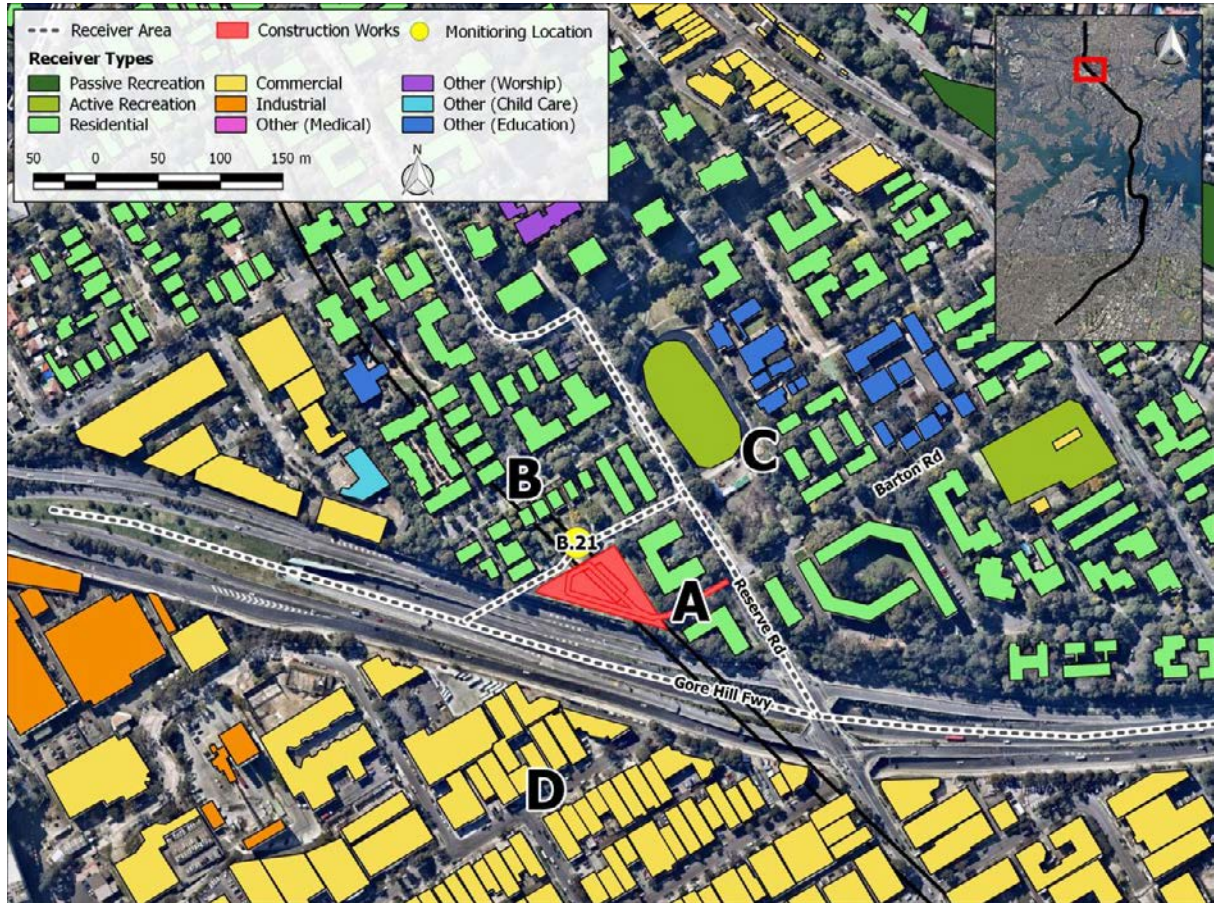 Receiver Area
Construction Works
Monitoring Location
Receiver Types
Passive Recreation
Commercial
Other (Worship)
Active Recreation
Industrial
Other (Child Care)
Residential
Other (Medical)
Other (Education)
50 0 50 100 150 m
N
B
C
Barton Rd
B.21
A
Reserve Rd
Gore Hill Fwy
D